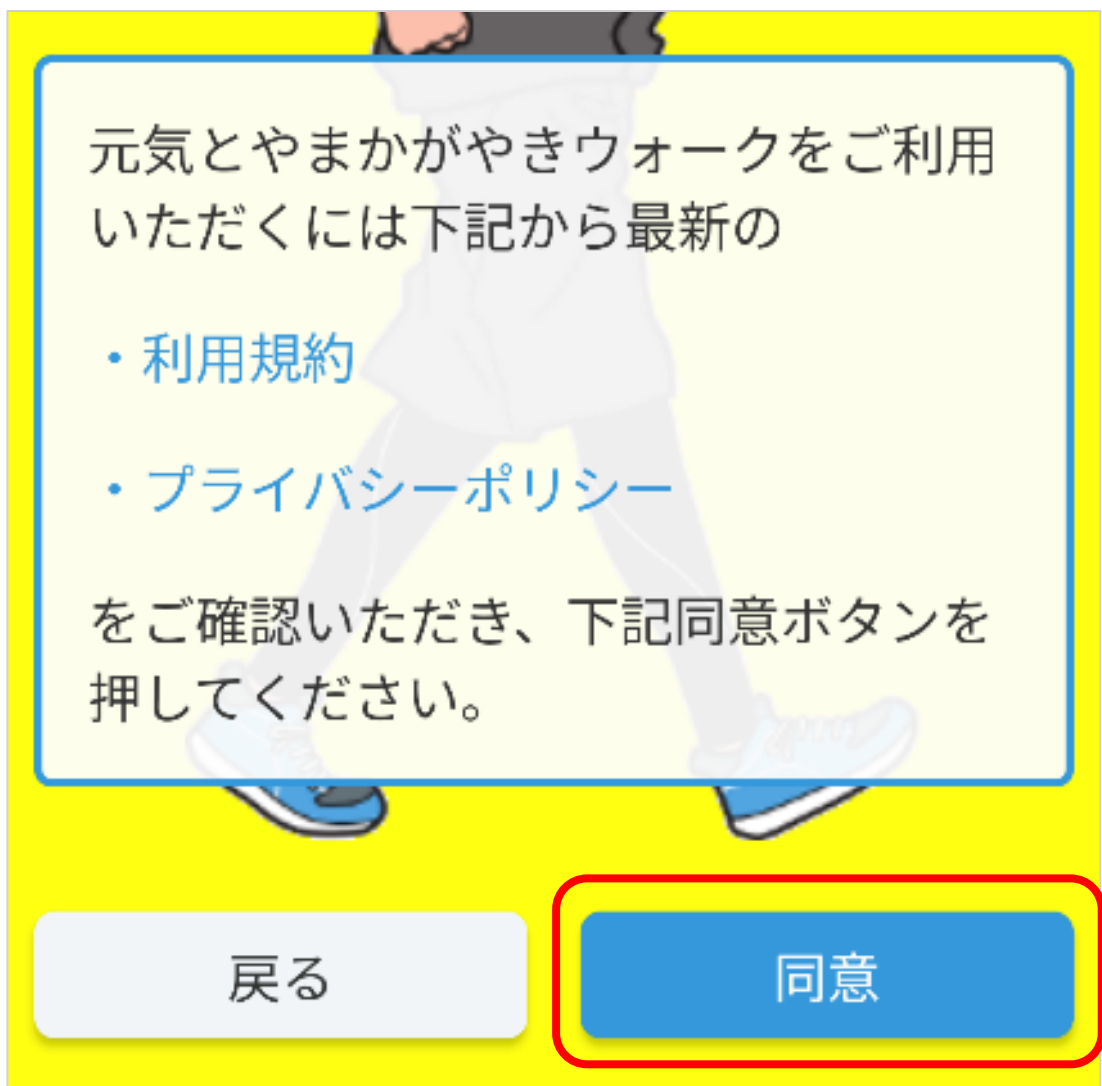 元気とやまかがやきウォークをご利用
いただくには下記から最新の
・利用規約
・プライバシーポリシー
をご確認いただき、下記同意ボタンを
押してください。
戻る
同意